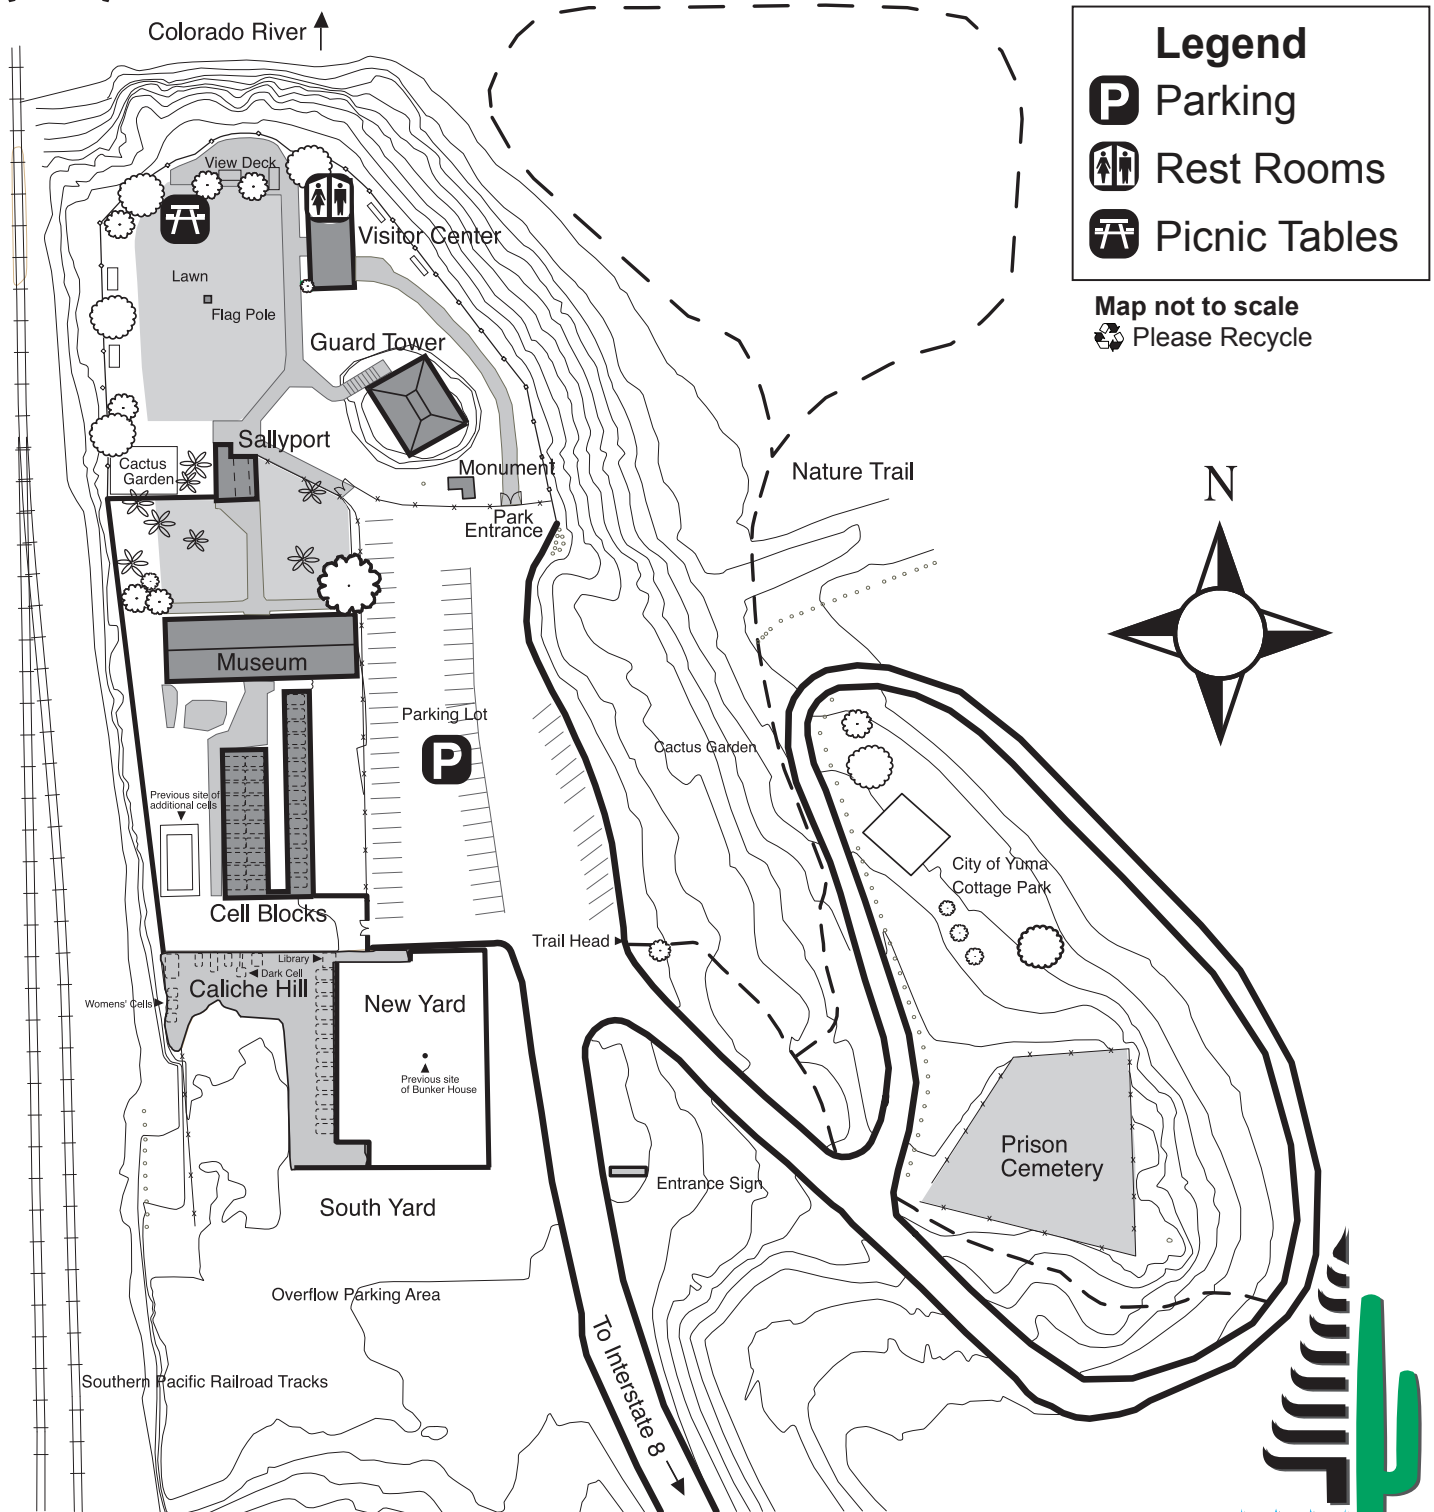 Colorado River
Legend
P Parking
Rest Rooms
Picnic Tables
Map not to scale
Please Recycle
View Deck
Visitor Center
Lawn
Flag Pole
Guard Tower
Sallyport
Cactus
Garden
Monument
Park
Entrance
Nature Trail
N
Museum
Parking Lot
P
Cactus Garden
Previous site of
additional cells
City of Yuma
Cottage Park
Cell Blocks
Trail Head
Library
Dark Cell
Caliche Hill
Womens' Cells
New Yard
Previous site
of Bunker House
Prison
Cemetery
Entrance Sign
South Yard
Overflow Parking Area
To Interstate 8
Southern Pacific Railroad Tracks